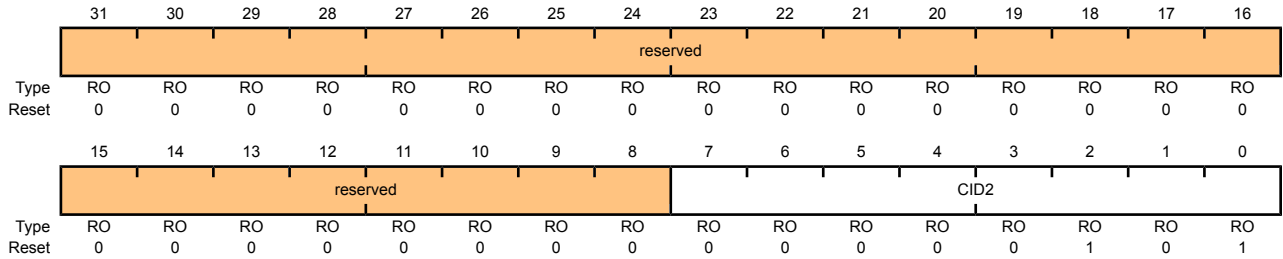 31 30 29 28 27 26 25 24 23 22 21 20 19 18 17 16
reserved
Type RO RO RO RO RO RO RO RO RO RO RO RO RO RO RO RO
Reset 0 0 0 0 0 0 0 0 0 0 0 0 0 0 0 0
15 14 13 12 11 10 9 8 7 6 5 4 3 2 1 0
reserved CID2
Type RO RO RO RO RO RO RO RO RO RO RO RO RO RO RO RO
Reset 0 0 0 0 0 0 0 0 0 0 0 0 0 1 0 1